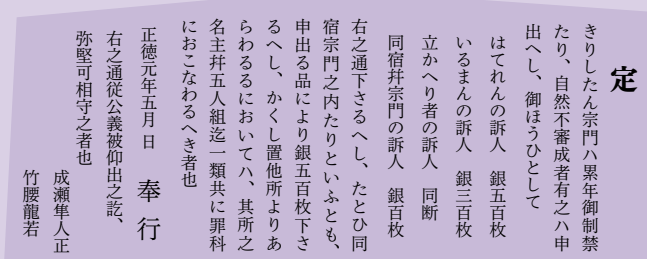 定
きりしたん宗門ハ累年御制禁
たり、自然不審成者有之ハ申
出へし、御ほうひとして
はてれんの訴人 銀五百枚
いるまんの訴人 銀三百枚
立かへり者の訴人 同断
同宿幷宗門の訴人 銀百枚
右之通下さるへし、たとひ同
宿宗門之内たりといふとも、
申出る品により銀五百枚下さ
るへし、かくし置他所よりあ
らわるるにおいてハ、其所之
名主幷五人組迄一類共に罪科
におこなわるへき者也
正徳元年五月 日 奉行
右之通従公義被仰出之訖、
弥堅可相守之者也
成瀬隼人正
竹腰龍若